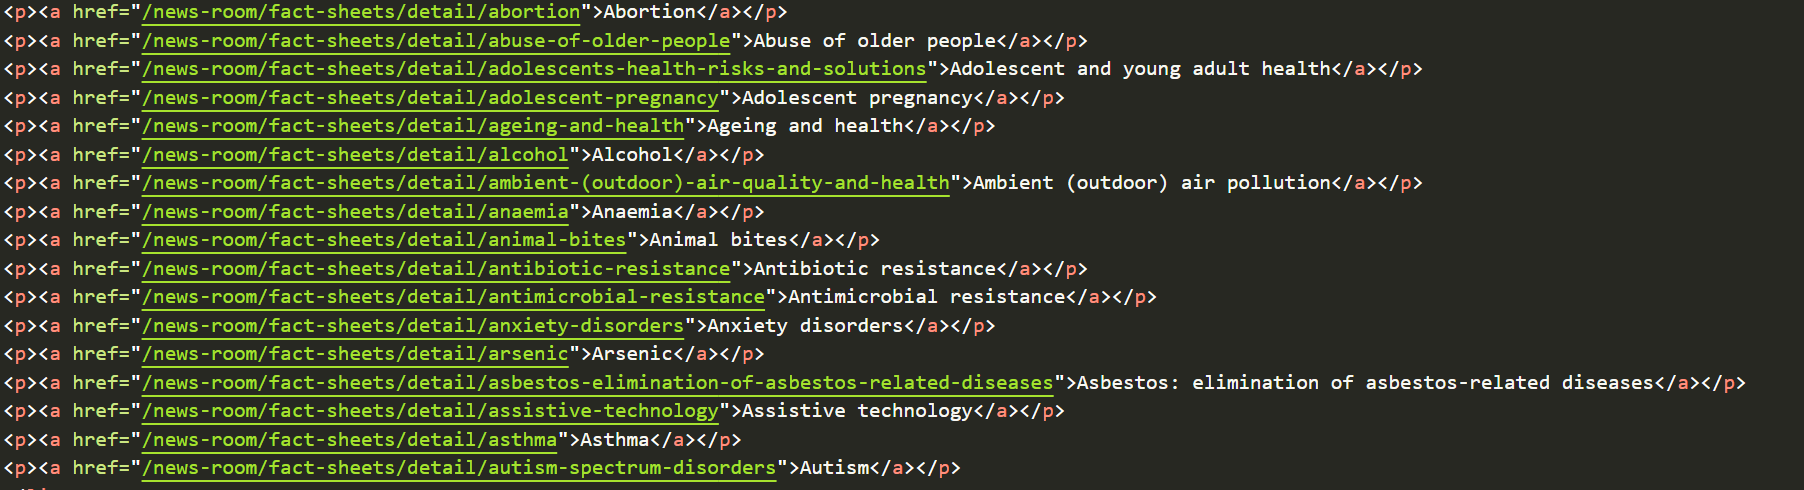 <p><a href="/news-room/fact-sheets/detail/abortion">Abortion</a></p>
<p><a href="/news-room/fact-sheets/detail/abuse-of-older-people">Abuse of older people</a></p>
<p><a href="/news-room/fact-sheets/detail/adolescents-health-risks-and-solutions">Adolescent and young adult health</a></p>
<p><a href="/news-room/fact-sheets/detail/adolescent-pregnancy">Adolescent pregnancy</a></p>
<p><a href="/news-room/fact-sheets/detail/ageing-and-health">Ageing and health</a></p>
<p><a href="/news-room/fact-sheets/detail/alcohol">Alcohol</a></p>
<p><a href="/news-room/fact-sheets/detail/ambient-(outdoor)-air-quality-and-health">Ambient (outdoor) air pollution</a></p>
<p><a href="/news-room/fact-sheets/detail/anaemia">Anaemia</a></p>
<p><a href="/news-room/fact-sheets/detail/animal-bites">Animal bites</a></p>
<p><a href="/news-room/fact-sheets/detail/antibiotic-resistance">Antibiotic resistance</a></p>
<p><a href="/news-room/fact-sheets/detail/antimicrobial-resistance">Antimicrobial resistance</a></p>
<p><a href="/news-room/fact-sheets/detail/anxiety-disorders">Anxiety disorders</a></p>
<p><a href="/news-room/fact-sheets/detail/arsenic">Arsenic</a></p>
<p><a href="/news-room/fact-sheets/detail/asbestos-elimination-of-asbestos-related-diseases">Asbestos: elimination of asbestos-related diseases</a></p>
<p><a href="/news-room/fact-sheets/detail/assistive-technology">Assistive technology</a></p>
<p><a href="/news-room/fact-sheets/detail/asthma">Asthma</a></p>
<p><a href="/news-room/fact-sheets/detail/autism-spectrum-disorders">Autism</a></p>